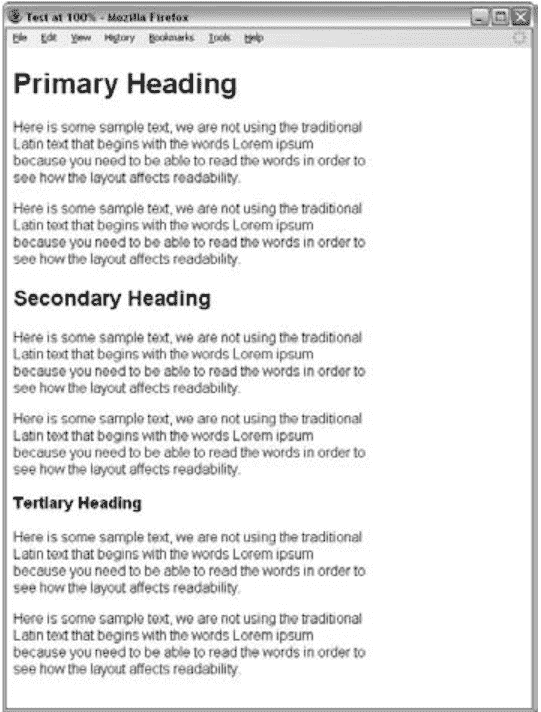 Test at 100% - Mozilla Firefox
File Edit View History Bookmarks Tools Help
Primary Heading
Here is some sample text, we are not using the traditional
Latin text that begins with the words Lorem ipsum
because you need to be able to read the words in order to
see how the layout affects readability.
Here is some sample text, we are not using the traditional
Latin text that begins with the words Lorem ipsum
because you need to be able to read the words in order to
see how the layout affects readability.
Secondary Heading
Here is some sample text, we are not using the traditional
Latin text that begins with the words Lorem ipsum
because you need to be able to read the words in order to
see how the layout affects readability.
Here is some sample text, we are not using the traditional
Latin text that begins with the words Lorem ipsum
because you need to be able to read the words in order to
see how the layout affects readability.
Tertiary Heading
Here is some sample text, we are not using the traditional
Latin text that begins with the words Lorem ipsum
because you need to be able to read the words in order to
see how the layout affects readability.
Here is some sample text, we are not using the traditional
Latin text that begins with the words Lorem ipsum
because you need to be able to read the words in order to
see how the layout affects readability.